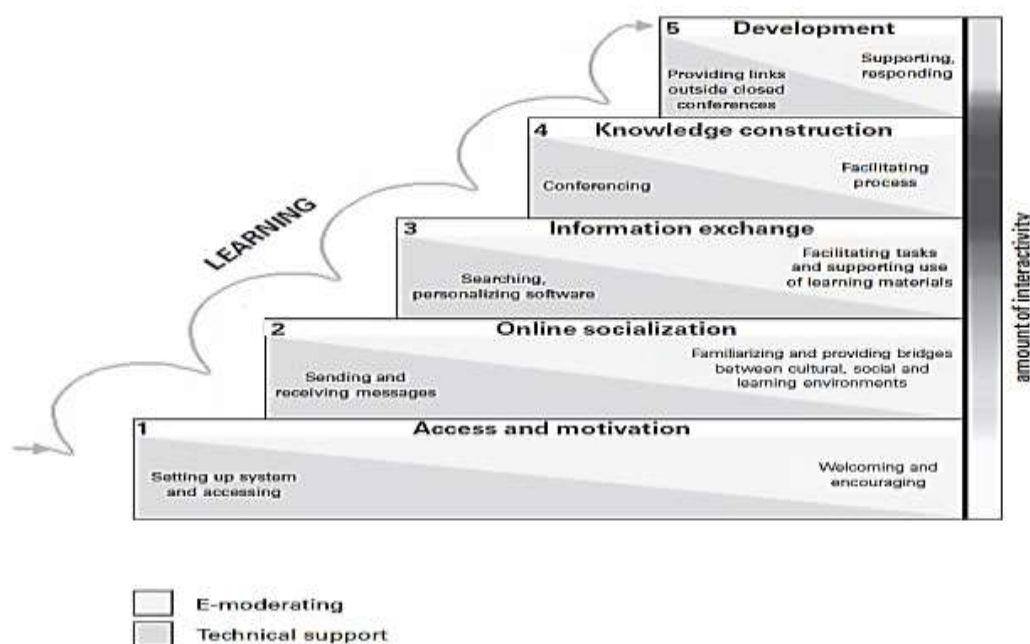 5 Development
Supporting,
responding
Providing links
outside closed
conferences
4 Knowledge construction
Facilitating
process
Conferencing
3 Information exchange
Facilitating tasks
and supporting use
of learning materials
Searching,
personalizing software
2 Online socialization
Familiarizing and providing bridges
between cultural, social and
learning environments
Sending and
receiving messages
1 Access and motivation
Welcoming and
encouraging
Setting up system
and accessing
LEARNING
amount of interactivity
E-moderating
Technical support